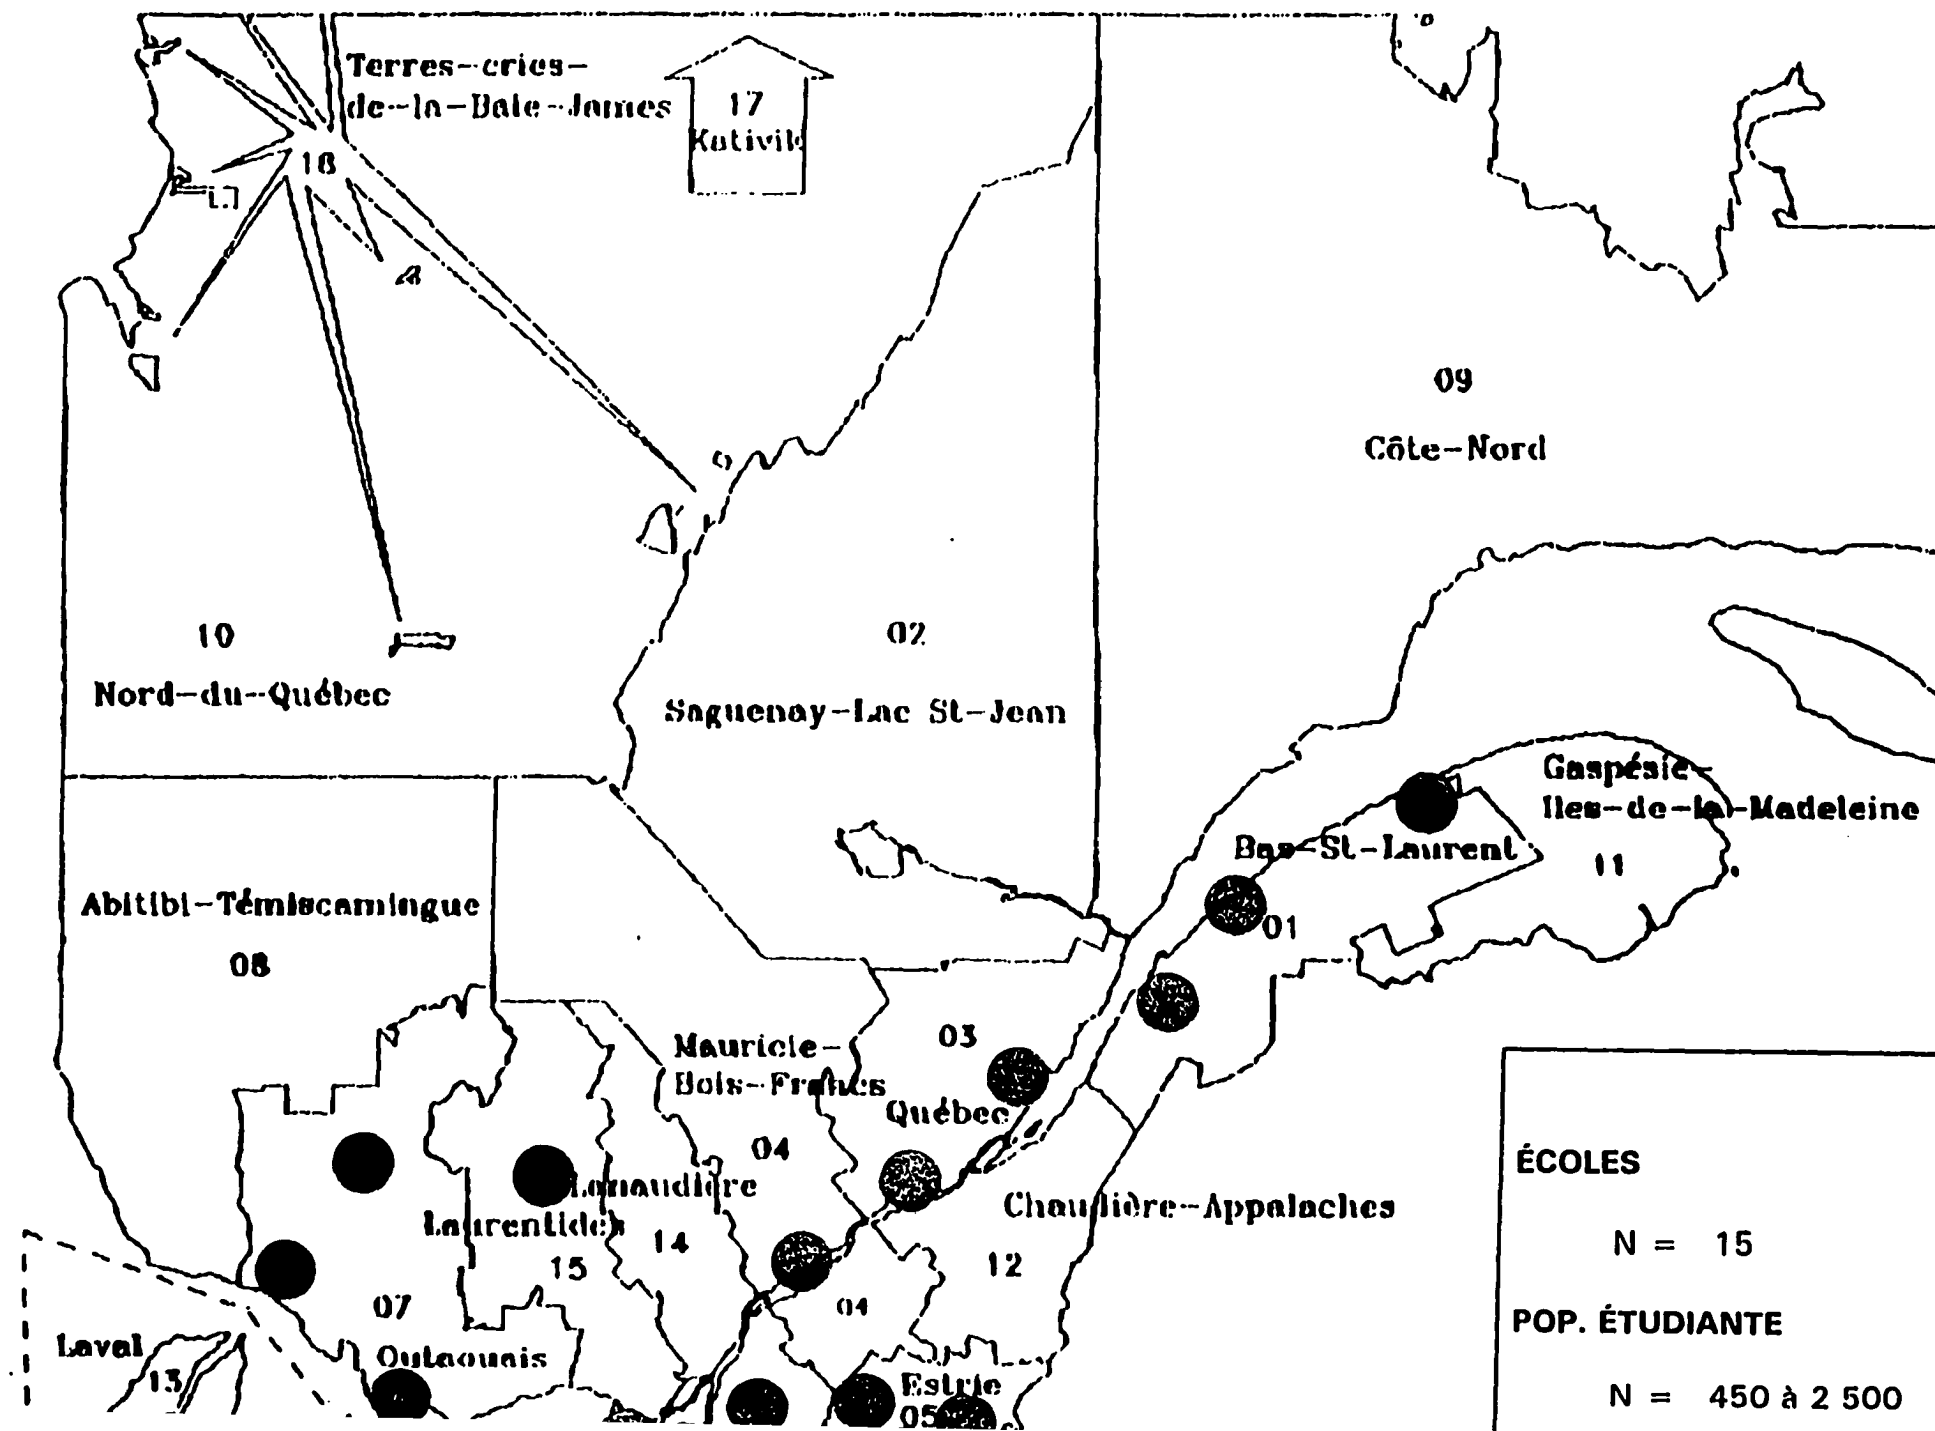 Terres-cries-
de-la-Baie-James
17
Kativik
18
09
Côte-Nord
10
Nord-du-Québec
02
Saguenay-Lac St-Jean
Gaspésie-
Iles-de-la-Madeleine
11
Bas-St-Laurent
01
Abitibi-Témiscamingue
08
03
Québec
Mauricie-
Bois-Francs
04
Lanaudière
14
Laurentides
15
Chaudière-Appalaches
12
04
07
Outaouais
Laval
13
Estrie
05
ÉCOLES
N = 15
POP. ÉTUDIANTE
N = 450 à 2 500